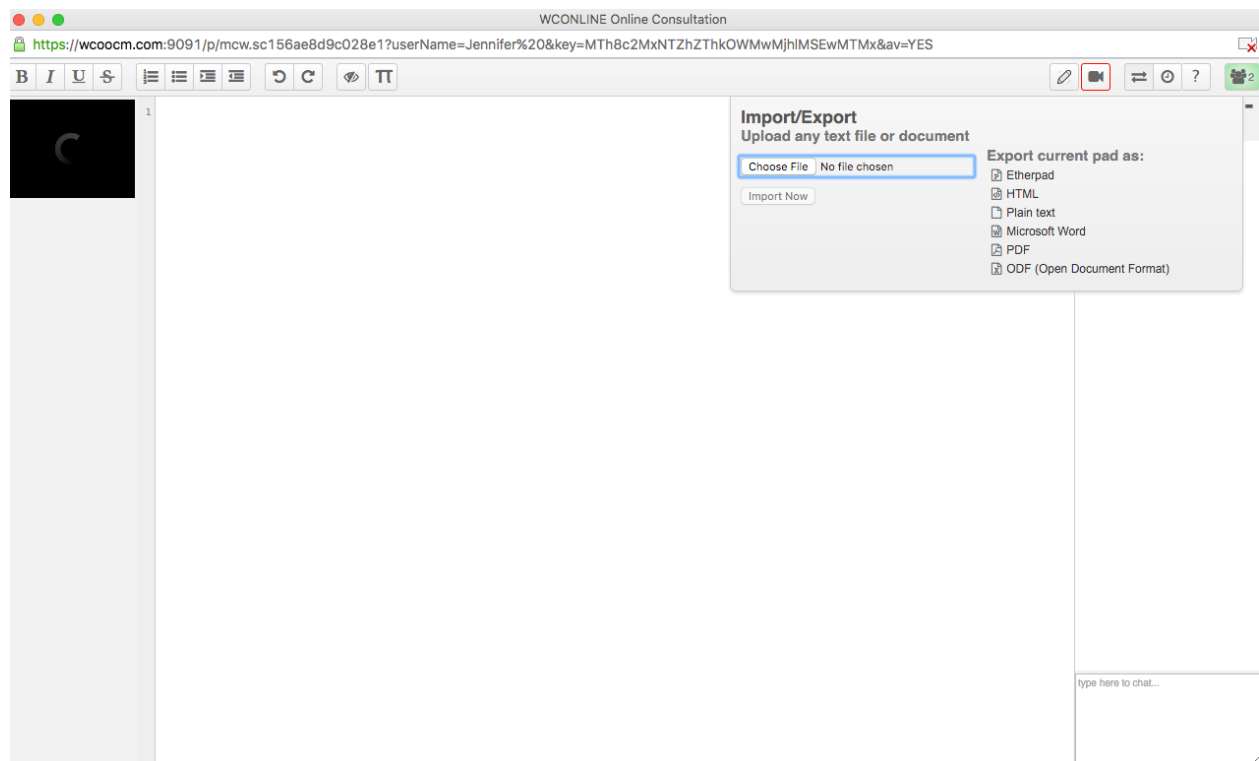 WCONLINE Online Consultation
https://wcoocm.com:9091/p/mcw.sc156ae8d9c028e1?userName=Jennifer%20&key=MTh8c2MxNTZhZThkOWMwMjhlMSEwMTMx&av=YES
B I U S
? 2
1
Import/Export
Upload any text file or document
Choose File No file chosen
Import Now
Export current pad as:
Etherpad
HTML
Plain text
Microsoft Word
PDF
ODF (Open Document Format)
type here to chat...